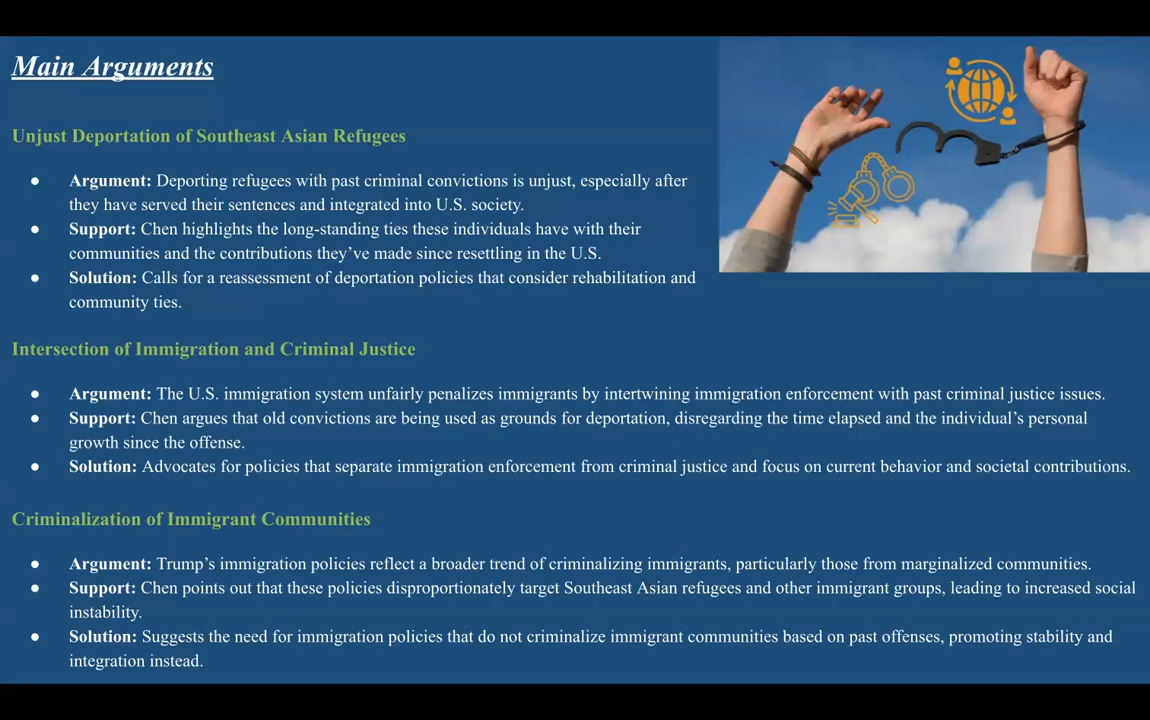 Main Arguments
Unjust Deportation of Southeast Asian Refugees
● Argument: Deporting refugees with past criminal convictions is unjust, especially after
they have served their sentences and integrated into U.S. society.
● Support: Chen highlights the long-standing ties these individuals have with their
communities and the contributions they’ve made since resettling in the U.S.
● Solution: Calls for a reassessment of deportation policies that consider rehabilitation and
community ties.
Intersection of Immigration and Criminal Justice
● Argument: The U.S. immigration system unfairly penalizes immigrants by intertwining immigration enforcement with past criminal justice issues.
● Support: Chen argues that old convictions are being used as grounds for deportation, disregarding the time elapsed and the individual’s personal
growth since the offense.
● Solution: Advocates for policies that separate immigration enforcement from criminal justice and focus on current behavior and societal contributions.
Criminalization of Immigrant Communities
● Argument: Trump’s immigration policies reflect a broader trend of criminalizing immigrants, particularly those from marginalized communities.
● Support: Chen points out that these policies disproportionately target Southeast Asian refugees and other immigrant groups, leading to increased social
instability.
● Solution: Suggests the need for immigration policies that do not criminalize immigrant communities based on past offenses, promoting stability and
integration instead.